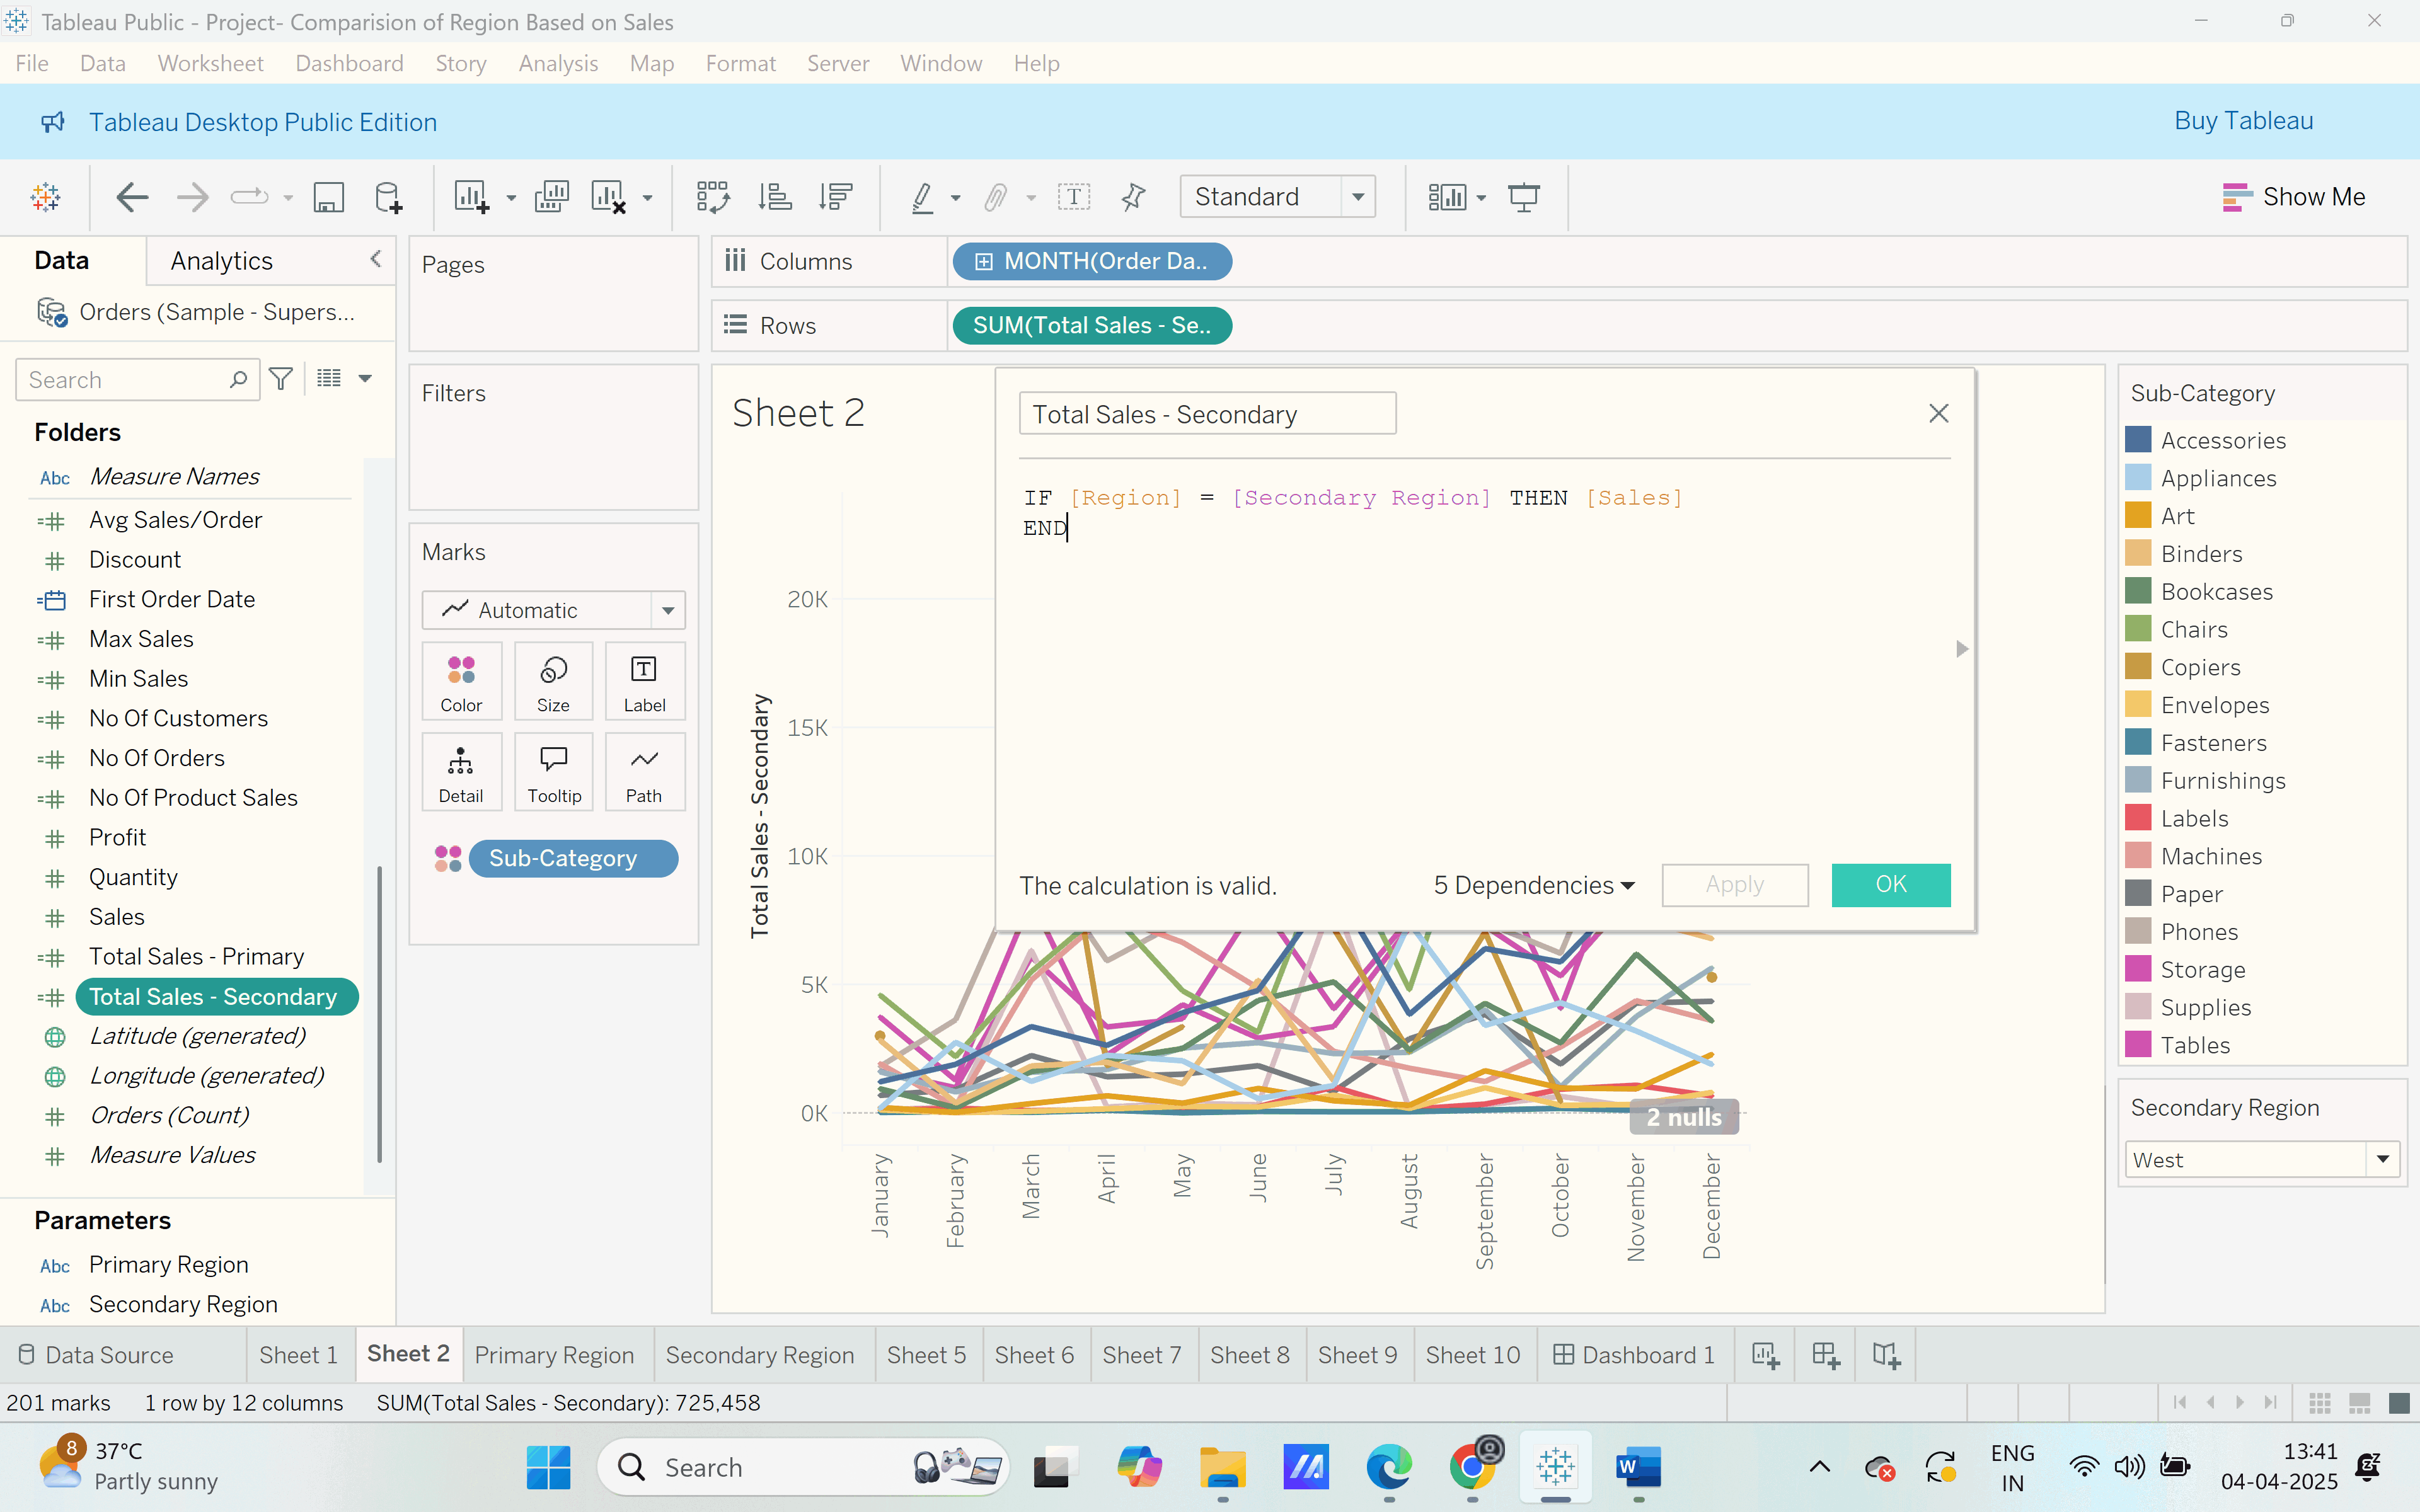 Tableau Public - Project- Comparision of Region Based on Sales
File Data Worksheet Dashboard Story Analysis Map Format Server Window Help
Tableau Desktop Public Edition
Buy Tableau
Standard
Show Me
Data
Analytics
Orders (Sample - Supers...
Search
Folders
Abc Measure Names
Avg Sales/Order
Discount
First Order Date
Max Sales
Min Sales
No Of Customers
No Of Orders
No Of Product Sales
Profit
Quantity
Sales
Total Sales - Primary
Total Sales - Secondary
Latitude (generated)
Longitude (generated)
Orders (Count)
Measure Values
Parameters
Abc Primary Region
Abc Secondary Region
Pages
Filters
Marks
Automatic
Color Size Label
Detail Tooltip Path
Sub-Category
Columns
MONTH(Order Da..
Rows
SUM(Total Sales - Se..
Sheet 2
Total Sales - Secondary
IF [Region] = [Secondary Region] THEN [Sales]
END
The calculation is valid.
5 Dependencies
Apply
OK
Total Sales - Secondary
20K
15K
10K
5K
0K
2 nulls
January
February
March
April
May
June
July
August
September
October
November
December
Sub-Category
Accessories
Appliances
Art
Binders
Bookcases
Chairs
Copiers
Envelopes
Fasteners
Furnishings
Labels
Machines
Paper
Phones
Storage
Supplies
Tables
Secondary Region
West
Data Source Sheet 1 Sheet 2 Primary Region Secondary Region Sheet 5 Sheet 6 Sheet 7 Sheet 8 Sheet 9 Sheet 10 Dashboard 1
201 marks 1 row by 12 columns SUM(Total Sales - Secondary): 725,458
8
37°C
Partly sunny
Search
W
ENG
IN
13:41
04-04-2025